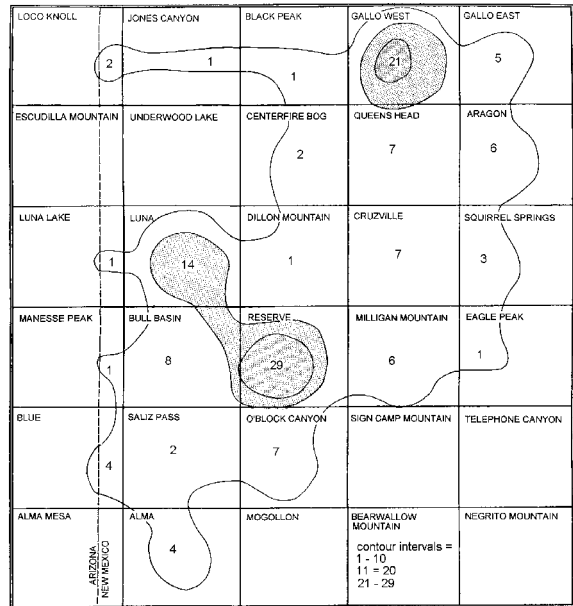 LOCO KNOLL
JONES CANYON
BLACK PEAK
GALLO WEST
GALLO EAST
2
1
1
21
5
ESCUDILLA MOUNTAIN
UNDERWOOD LAKE
CENTERFIRE BOG
QUEENS HEAD
ARAGON
2
7
6
LUNA LAKE
LUNA
DILLON MOUNTAIN
CRUZVILLE
SQUIRREL SPRINGS
1
14
1
7
3
MANESSE PEAK
BULL BASIN
RESERVE
MILLIGAN MOUNTAIN
EAGLE PEAK
1
8
29
6
1
BLUE
SALIZ PASS
O'BLOCK CANYON
SIGN CAMP MOUNTAIN
TELEPHONE CANYON
4
2
7
ALMA MESA
ALMA
MOGOLLON
BEARWALLOW
MOUNTAIN
NEGRITO MOUNTAIN
4
ARIZONA
NEW MEXICO
contour intervals =
1 - 10
11 = 20
21 - 29